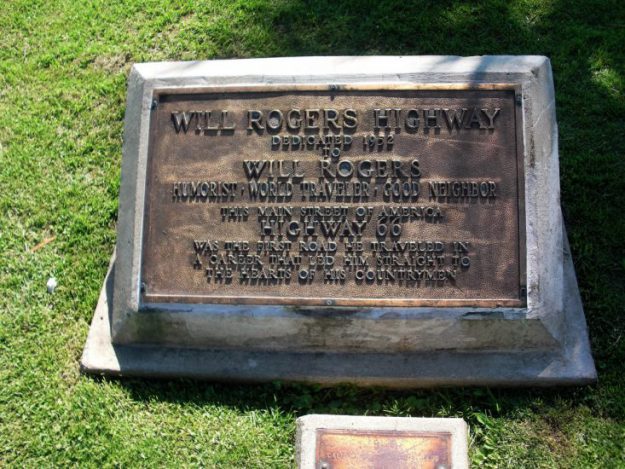 WILL ROGERS HIGHWAY
DEDICATED 1952
TO
WILL ROGERS
HUMORIST · WORLD TRAVELER · GOOD NEIGHBOR
THIS MAIN STREET OF AMERICA
HIGHWAY 66
WAS THE FIRST ROAD HE TRAVELED IN
A CAREER THAT LED HIM STRAIGHT TO
THE HEARTS OF HIS COUNTRYMEN